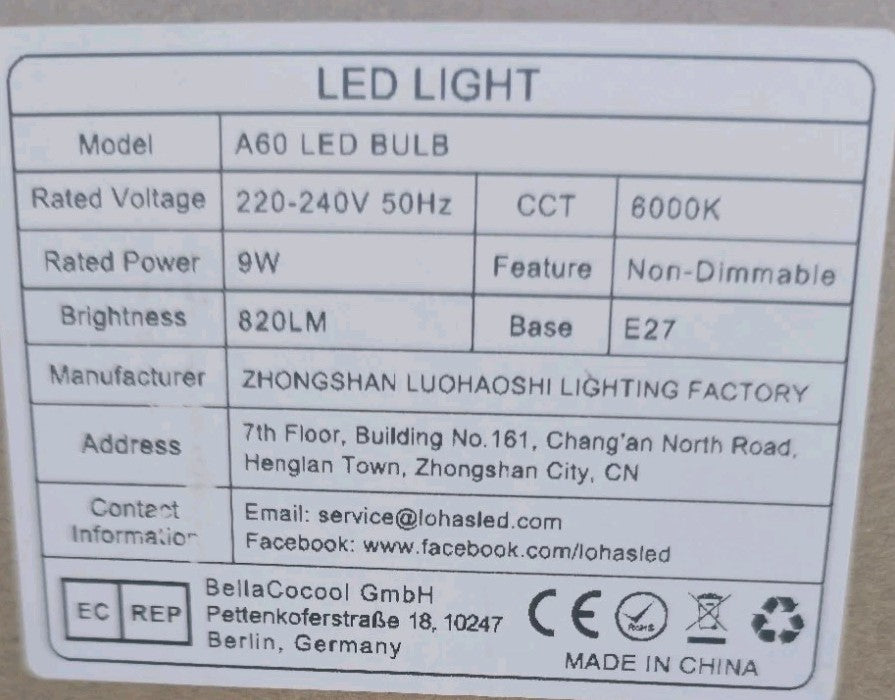 LED LIGHT
Model A60 LED BULB
Rated Voltage 220-240V 50Hz CCT 6000K
Rated Power 9W Feature Non-Dimmable
Brightness 820LM Base E27
Manufacturer ZHONGSHAN LUOHAOSHI LIGHTING FACTORY
Address
7th Floor, Building No.161, Chang'an North Road,
Henglan Town, Zhongshan City, CN
Contact
Information
Email: service@lohasled.com
Facebook: www.facebook.com/lohasled
EC REP
BellaCocool GmbH
Pettenkoferstraße 18, 10247
Berlin, Germany
CE
RoHS
MADE IN CHINA